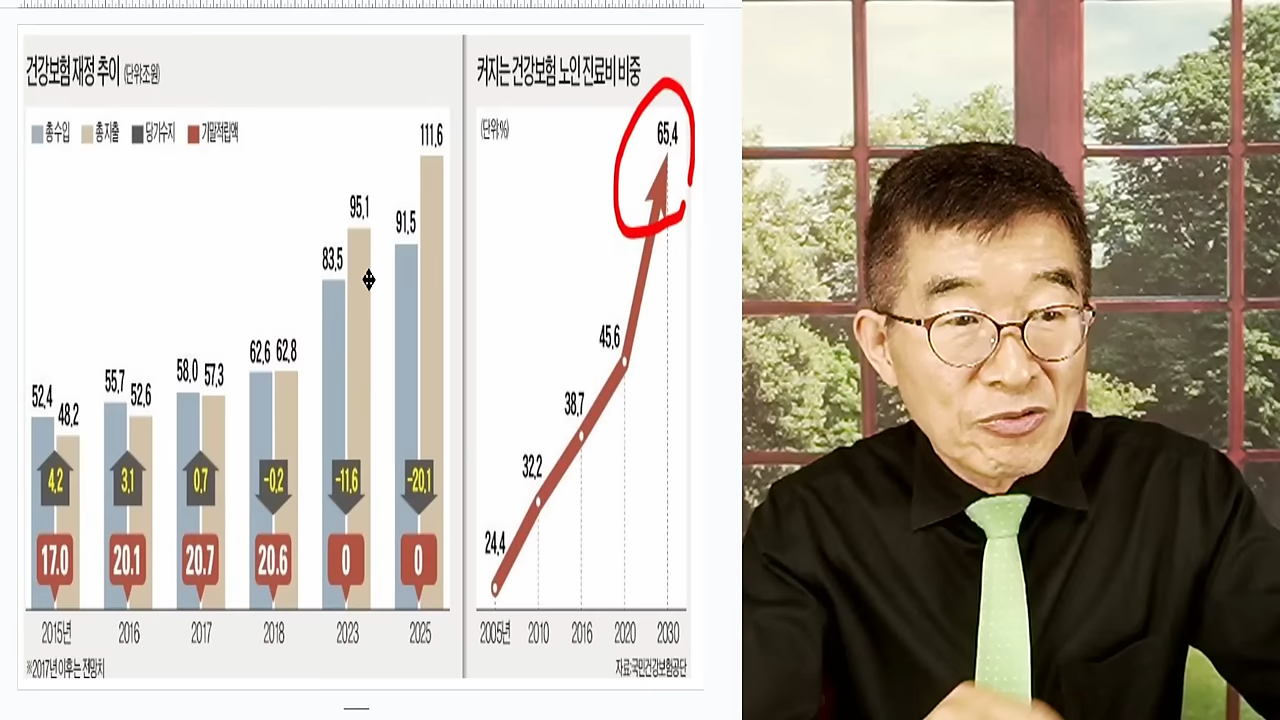 건강보험 재정 추이 (단위:조원)
총수입 총지출 당기수지 기말적립액
52.4 48.2 4.2 17.0 2015년
55.7 52.6 3.1 20.1 2016
58.0 57.3 0.7 20.7 2017
62.6 62.8 -0.2 20.6 2018
83.5 95.1 -11.6 0 2023
91.5 111.6 -20.1 0 2025
※2017년 이후는 전망치
커지는 건강보험 노인 진료비 비중
(단위:%)
24.4 32.2 38.7 45.6 65.4
2005년 2010 2016 2020 2030
자료:국민건강보험공단